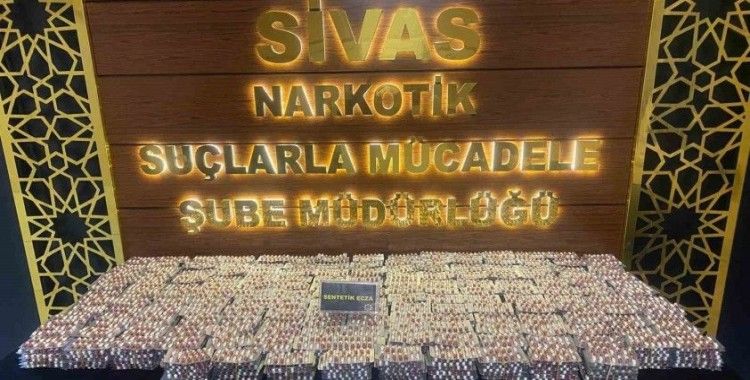 SİVAS
NARKOTİK
SUÇLARLA MÜCADELE
ŞUBE MÜDÜRLÜĞÜ
SENTETİK ECZA